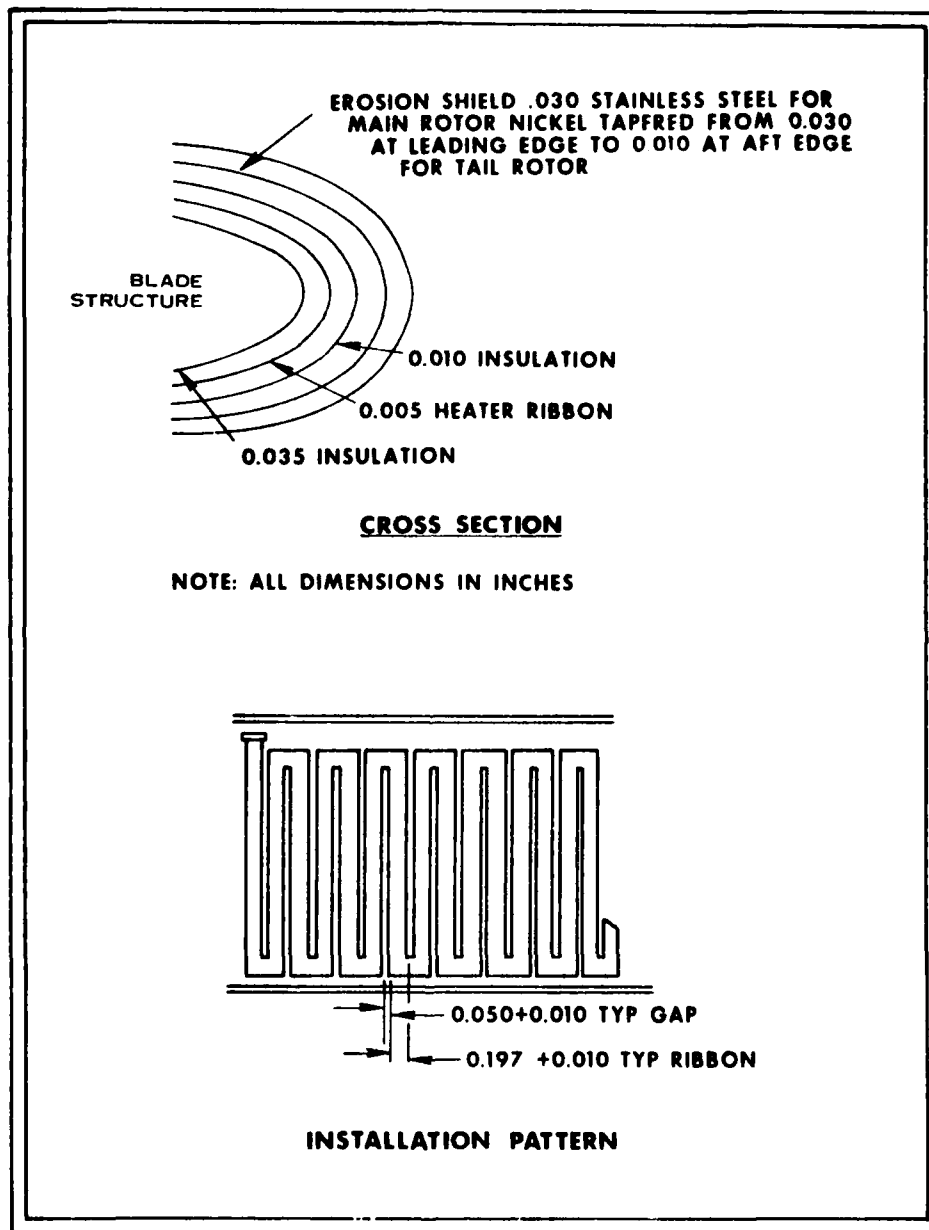 EROSION SHIELD .030 STAINLESS STEEL FOR
MAIN ROTOR NICKEL TAPFRED FROM 0.030
AT LEADING EDGE TO 0.010 AT AFT EDGE
FOR TAIL ROTOR
BLADE
STRUCTURE
0.010 INSULATION
0.005 HEATER RIBBON
0.035 INSULATION
CROSS SECTION
NOTE: ALL DIMENSIONS IN INCHES
0.050+0.010 TYP GAP
0.197 +0.010 TYP RIBBON
INSTALLATION PATTERN